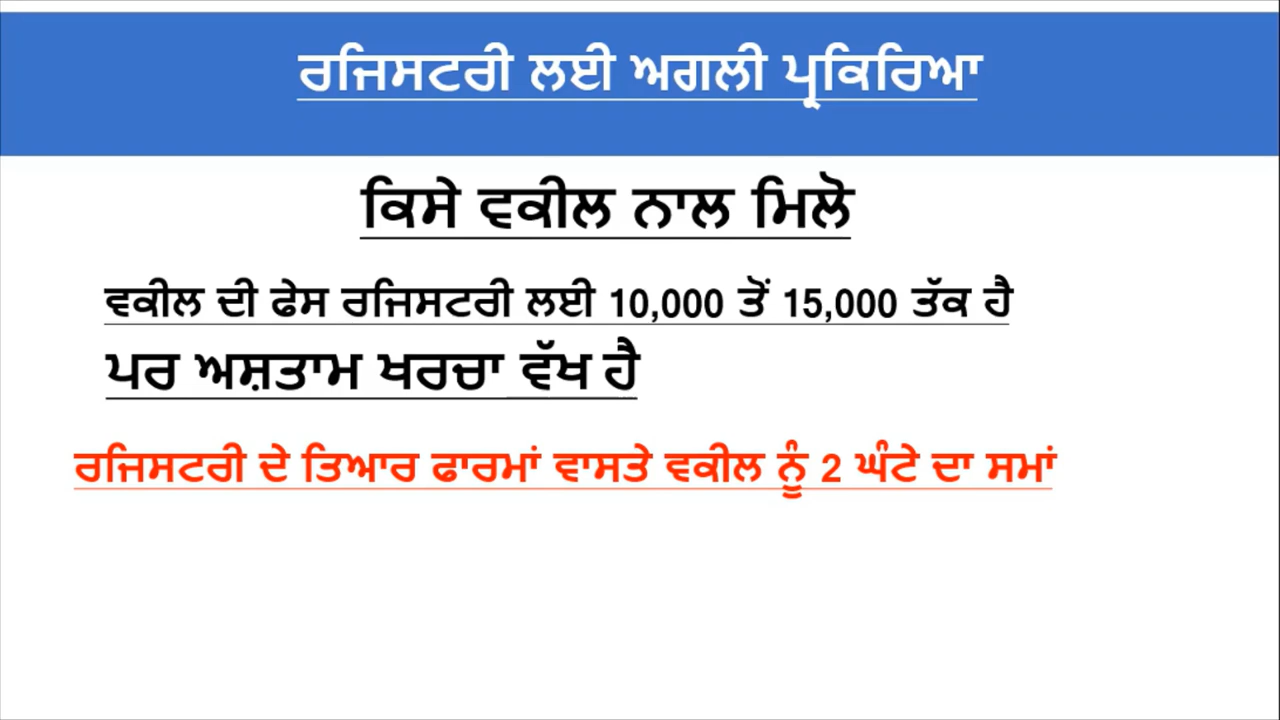 ਰਜਿਸਟਰੀ ਲਈ ਅਗਲੀ ਪ੍ਰਕਿਰਿਆ
ਕਿਸੇ ਵਕੀਲ ਨਾਲ ਮਿਲੋ
ਵਕੀਲ ਦੀ ਫੇਸ ਰਜਿਸਟਰੀ ਲਈ 10,000 ਤੋਂ 15,000 ਤੱਕ ਹੈ
ਪਰ ਅਸ਼ਤਾਮ ਖਰਚਾ ਵੱਖ ਹੈ
ਰਜਿਸਟਰੀ ਦੇ ਤਿਆਰ ਫਾਰਮਾਂ ਵਾਸਤੇ ਵਕੀਲ ਨੂੰ 2 ਘੰਟੇ ਦਾ ਸਮਾਂ